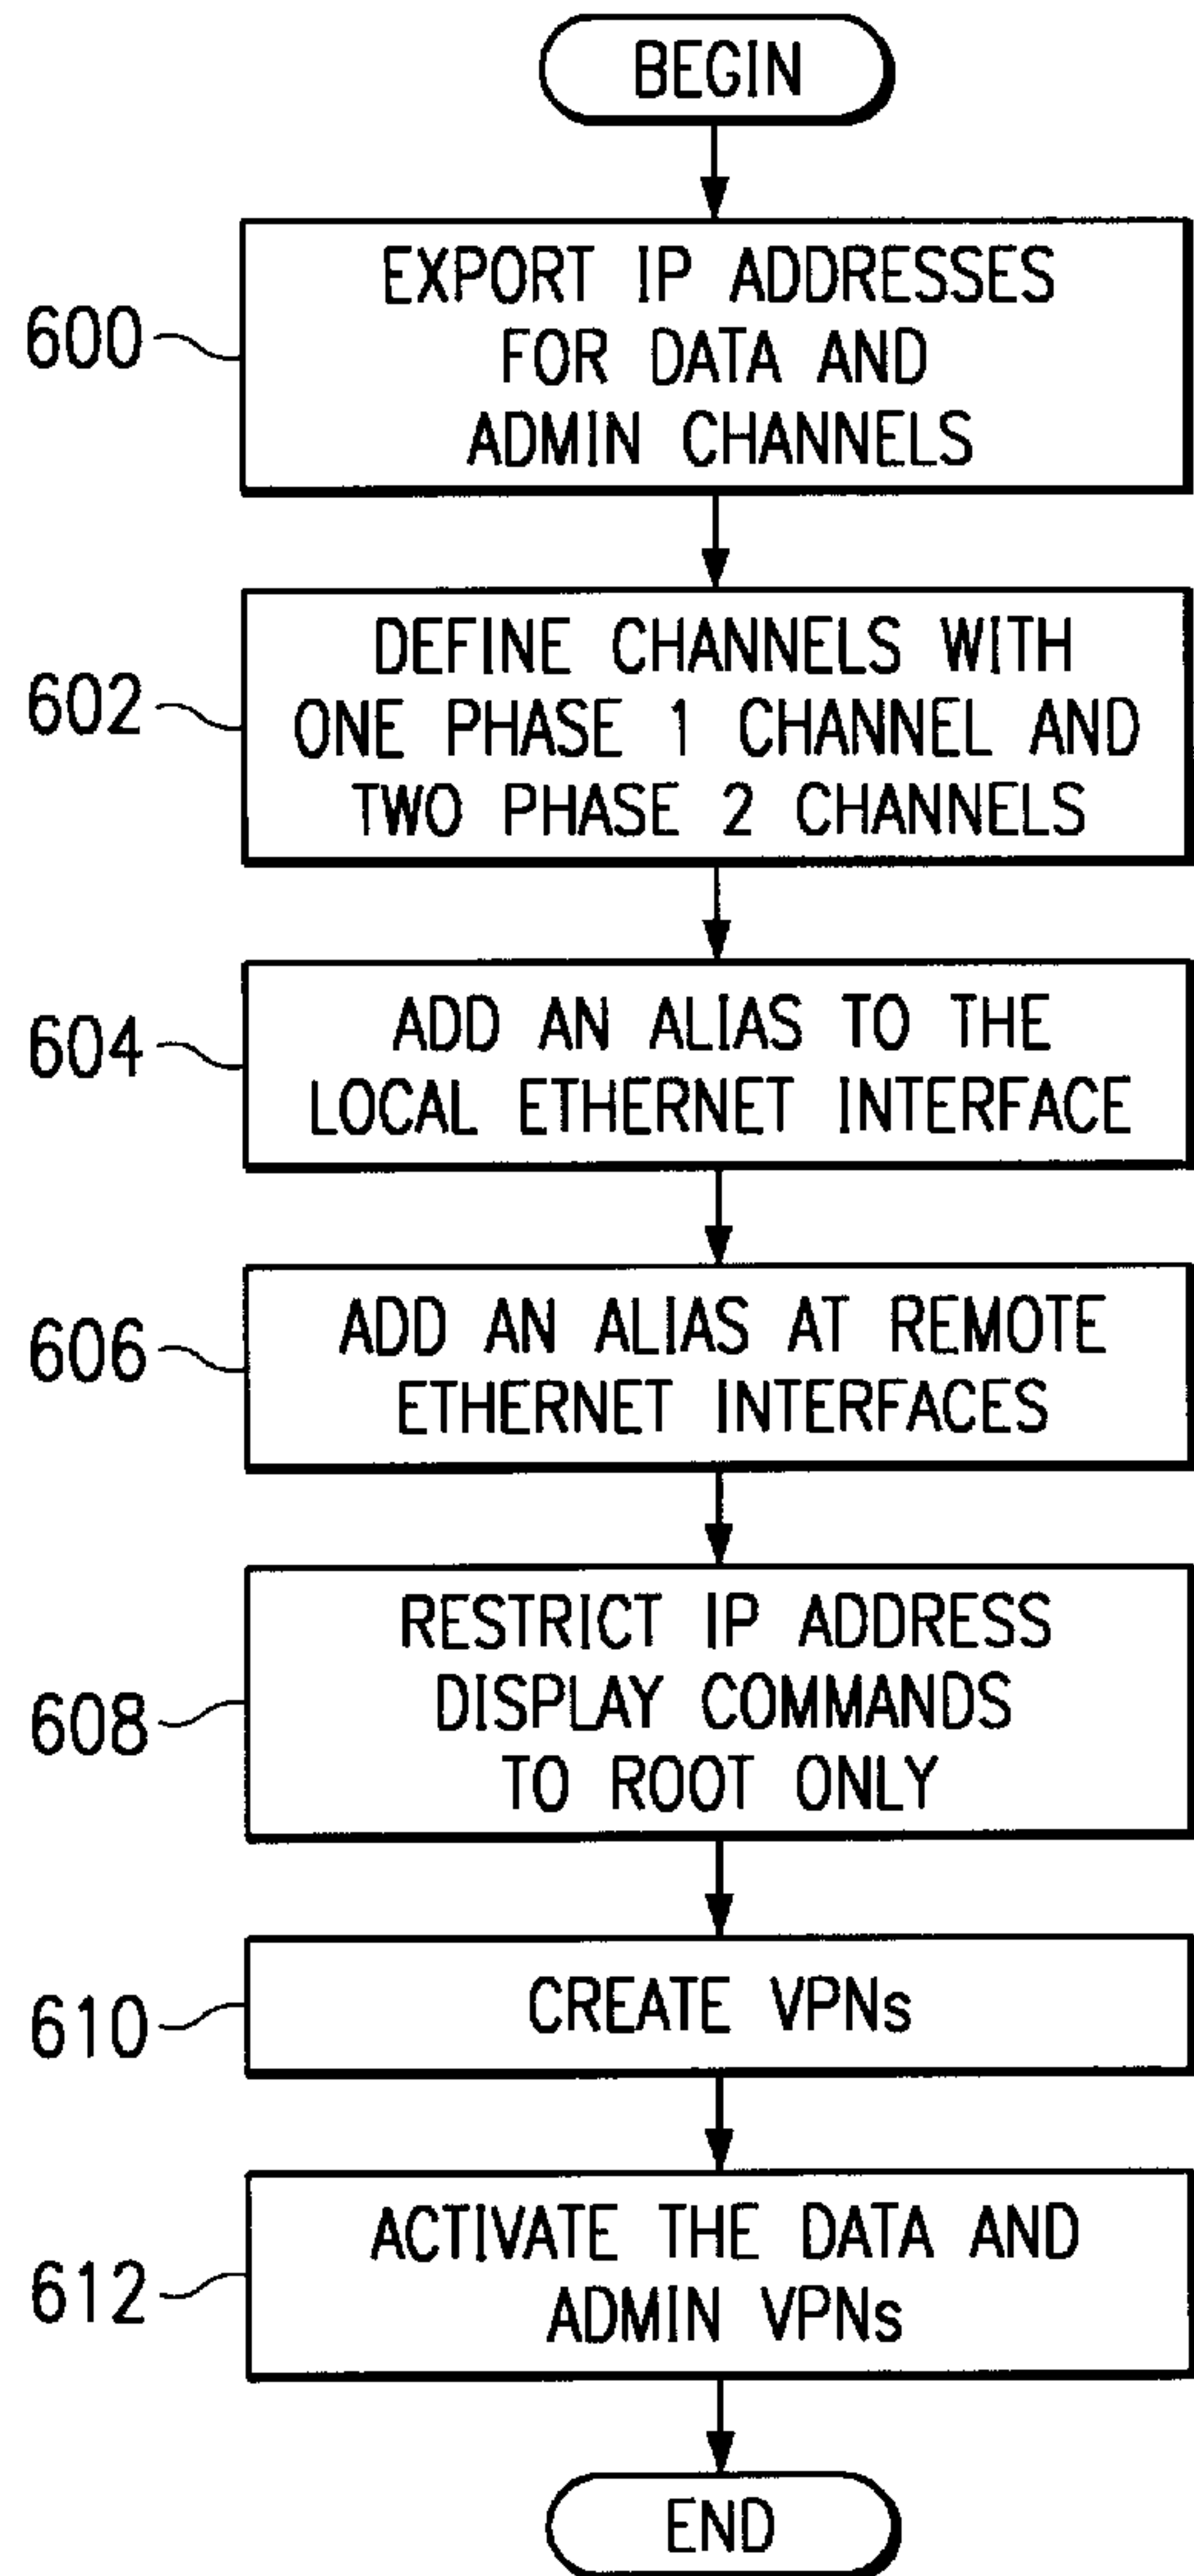 BEGIN
600
EXPORT IP ADDRESSES
FOR DATA AND
ADMIN CHANNELS
602
DEFINE CHANNELS WITH
ONE PHASE 1 CHANNEL AND
TWO PHASE 2 CHANNELS
604
ADD AN ALIAS TO THE
LOCAL ETHERNET INTERFACE
606
ADD AN ALIAS AT REMOTE
ETHERNET INTERFACES
608
RESTRICT IP ADDRESS
DISPLAY COMMANDS
TO ROOT ONLY
610
CREATE VPNs
612
ACTIVATE THE DATA AND
ADMIN VPNs
END